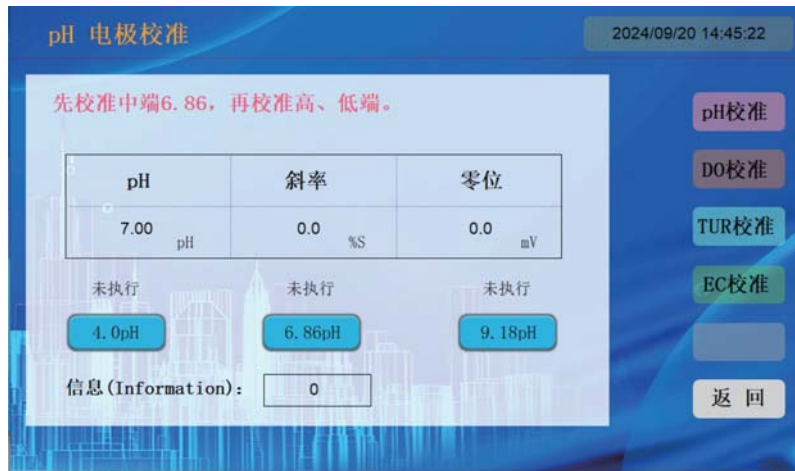 pH 电极校准
2024/09/20 14:45:22
先校准中端6.86，再校准高、低端。
pH 斜率 零位
7.00 pH 0.0 %S 0.0 mV
未执行 未执行 未执行
4.0pH 6.86pH 9.18pH
信息(Information): 0
pH校准
DO校准
TUR校准
EC校准
返 回